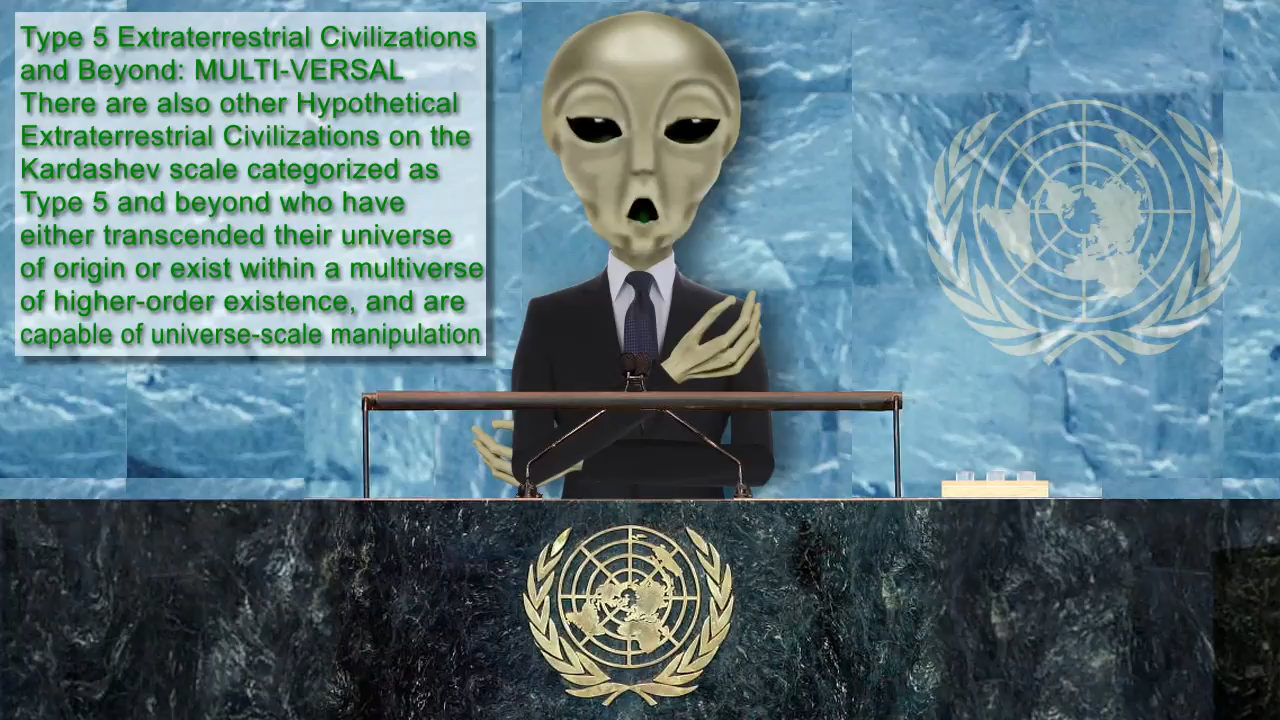 Type 5 Extraterrestrial Civilizations
and Beyond: MULTI-VERSAL
There are also other Hypothetical
Extraterrestrial Civilizations on the
Kardashev scale categorized as
Type 5 and beyond who have
either transcended their universe
of origin or exist within a multiverse
of higher-order existence, and are
capable of universe-scale manipulation